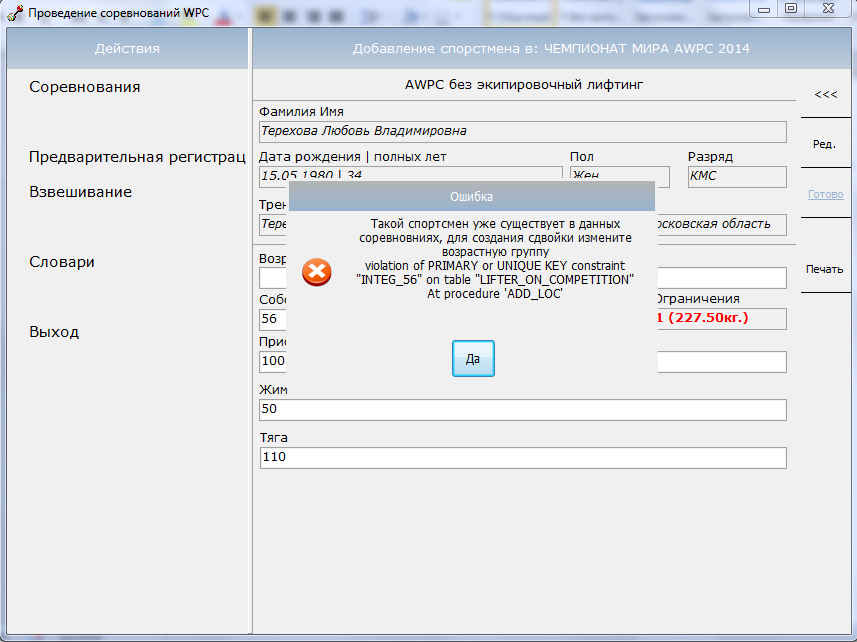 Проведение соревнований WPC
Действия
Соревнования
Предварительная регистрац
Взвешивание
Словари
Выход
Добавление спорстмена в: ЧЕМПИОНАТ МИРА AWPC 2014
AWPC без экипировочный лифтинг
Фамилия Имя
Терехова Любовь Владимировна
Дата рождения | полных лет
Пол
Разряд
15.05.1980 | 34
Жен
КМС
Трен
Тере
осковская область
Возр
Собс
Ограничения
56
1 (227.50кг.)
При
100
Жим
50
Тяга
110
Ошибка
Такой спортсмен уже существует в данных
соревновниях, для создания сдвойки измените
возрастную группу
violation of PRIMARY or UNIQUE KEY constraint
"INTEG_56" on table "LIFTER_ON_COMPETITION"
At procedure 'ADD_LOC'
Да
<<<
Ред.
Готово
Печать